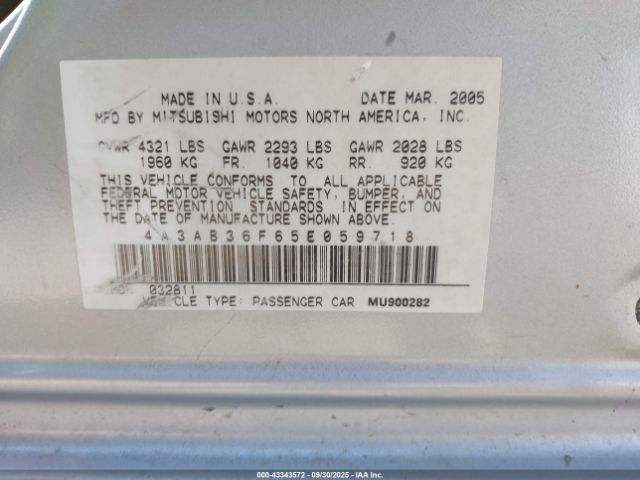 MADE IN U.S.A. DATE MAR. 2005
MFD BY MITSUBISHI MOTORS NORTH AMERICA, INC.
GVWR 4321 LBS GAWR 2293 LBS GAWR 2028 LBS
1960 KG FR. 1040 KG RR. 920 KG
THIS VEHICLE CONFORMS TO ALL APPLICABLE
FEDERAL MOTOR VEHICLE SAFETY, BUMPER, AND
THEFT PREVENTION STANDARDS IN EFFECT ON
THE DATE OF MANUFACTURE SHOWN ABOVE.
4A3AB36F65E059718
032811
VEHICLE TYPE: PASSENGER CAR MU900282
000-43343572 | 09/30/2025 - IAA Inc.